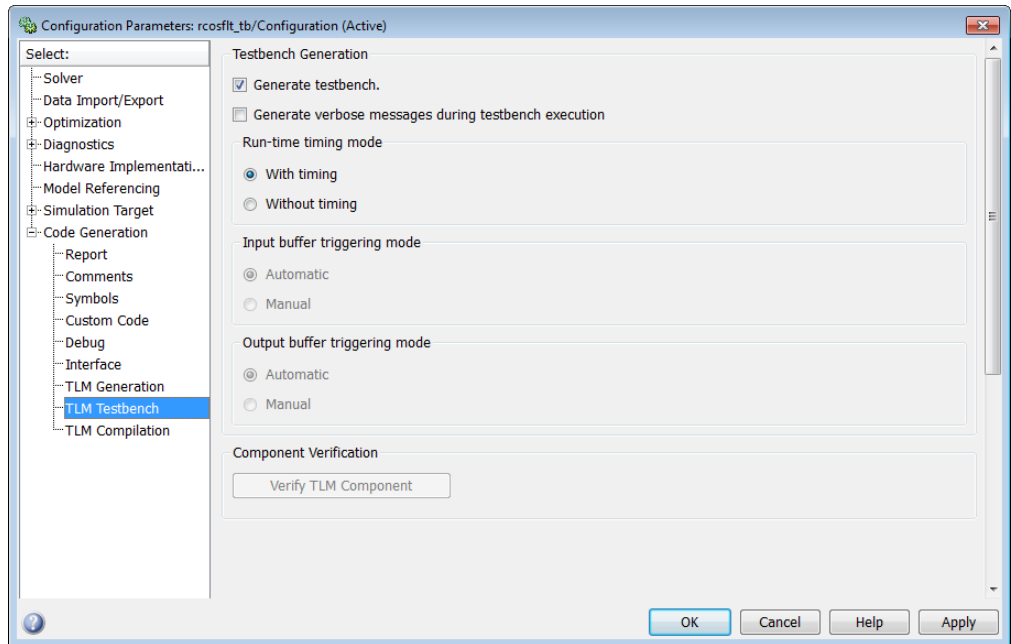 Configuration Parameters: rcosflt_tb/Configuration (Active)
Select:
Solver
Data Import/Export
Optimization
Diagnostics
Hardware Implementati...
Model Referencing
Simulation Target
Code Generation
Report
Comments
Symbols
Custom Code
Debug
Interface
TLM Generation
TLM Testbench
TLM Compilation
Testbench Generation
Generate testbench.
Generate verbose messages during testbench execution
Run-time timing mode
With timing
Without timing
Input buffer triggering mode
Automatic
Manual
Output buffer triggering mode
Automatic
Manual
Component Verification
Verify TLM Component
OK
Cancel
Help
Apply